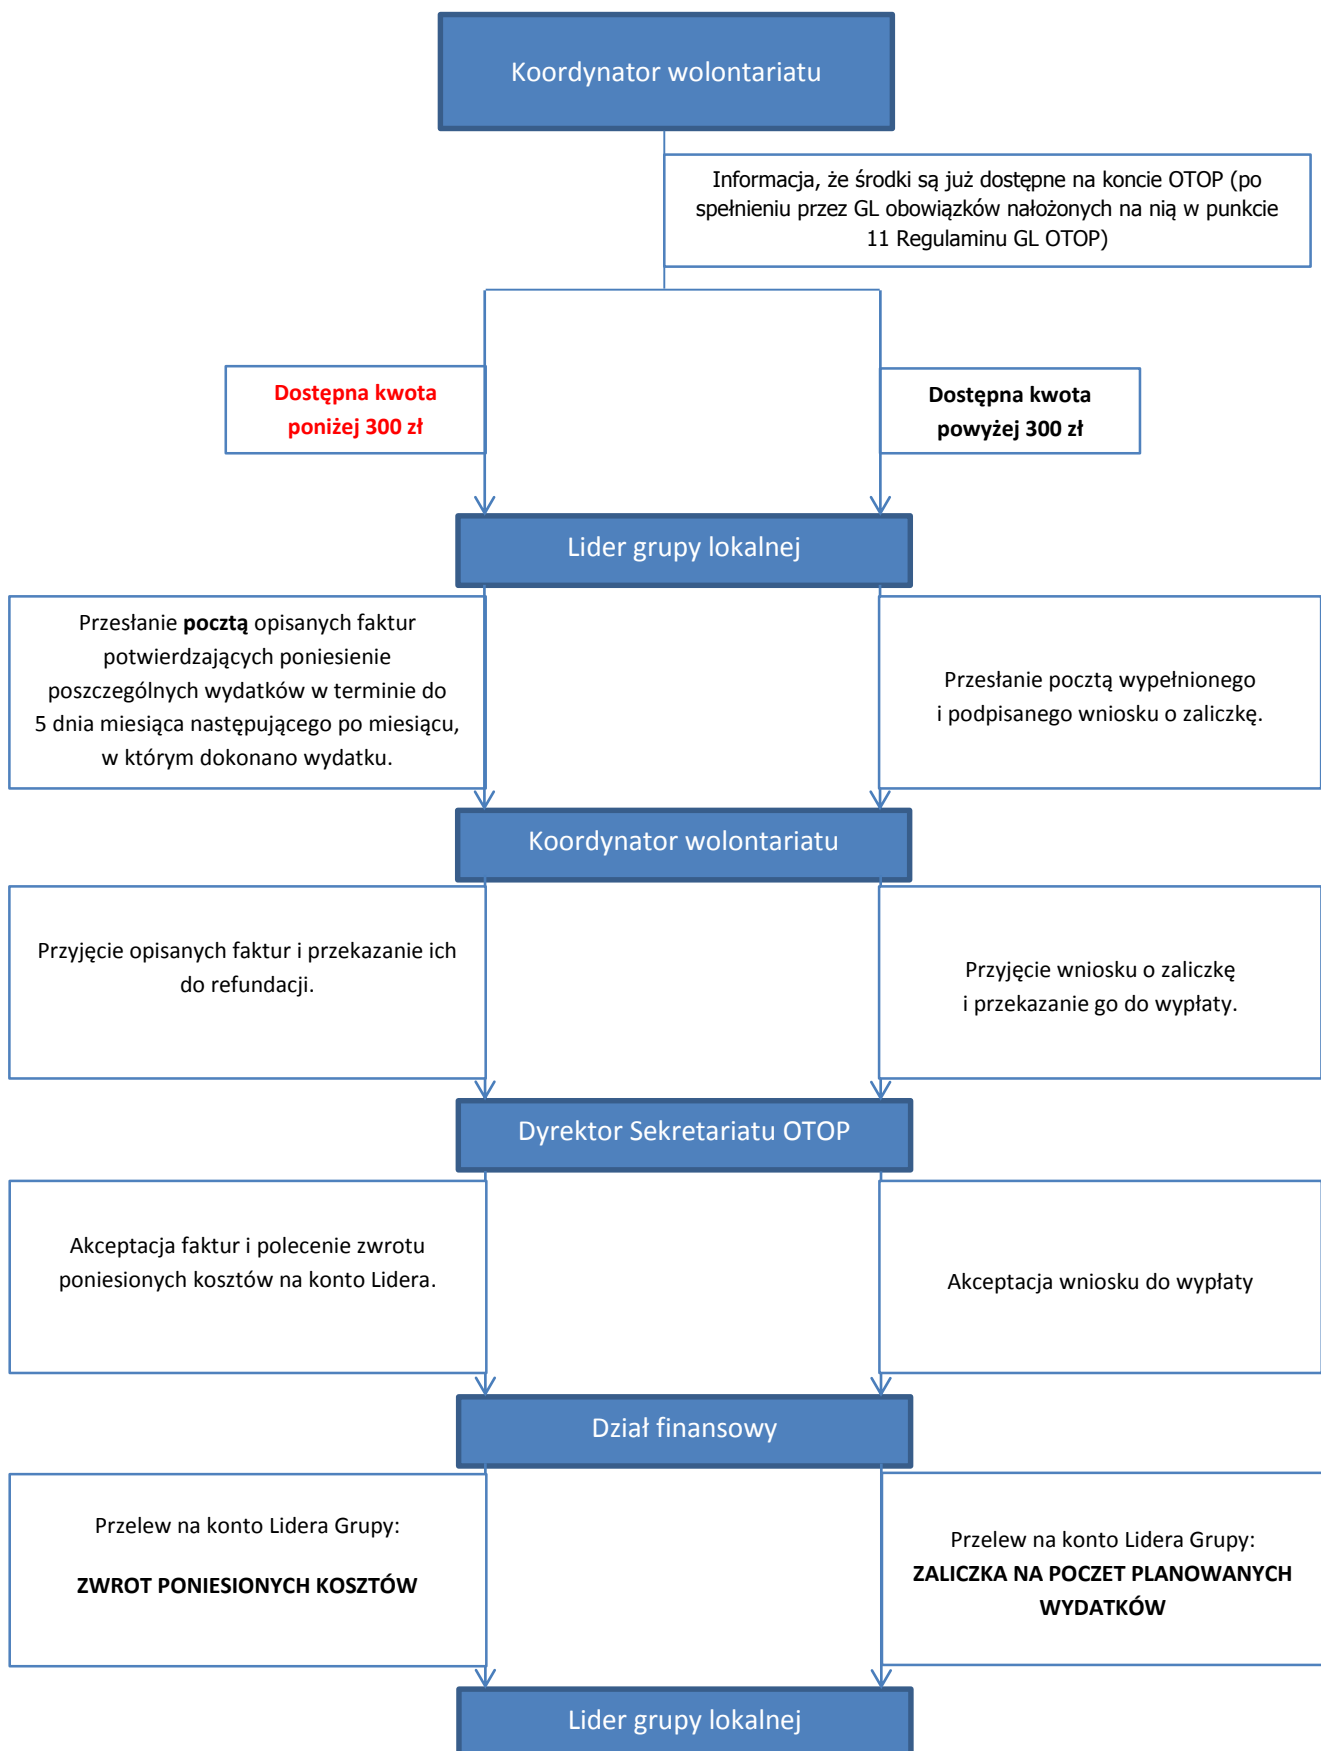 Koordynator wolontariatu
Informacja, że środki są już dostępne na koncie OTOP (po
spełnieniu przez GL obowiązków nałożonych na nią w punkcie
11 Regulaminu GL OTOP)
Dostępna kwota
poniżej 300 zł
Dostępna kwota
powyżej 300 zł
Lider grupy lokalnej
Przesłanie pocztą opisanych faktur
potwierdzających poniesienie
poszczególnych wydatków w terminie do
5 dnia miesiąca następującego po miesiącu,
w którym dokonano wydatku.
Przesłanie pocztą wypełnionego
i podpisanego wniosku o zaliczkę.
Koordynator wolontariatu
Przyjęcie opisanych faktur i przekazanie ich
do refundacji.
Przyjęcie wniosku o zaliczkę
i przekazanie go do wypłaty.
Dyrektor Sekretariatu OTOP
Akceptacja faktur i polecenie zwrotu
poniesionych kosztów na konto Lidera.
Akceptacja wniosku do wypłaty
Dział finansowy
Przelew na konto Lidera Grupy:
ZWROT PONIESIONYCH KOSZTÓW
Przelew na konto Lidera Grupy:
ZALICZKA NA POCZET PLANOWANYCH
WYDATKÓW
Lider grupy lokalnej